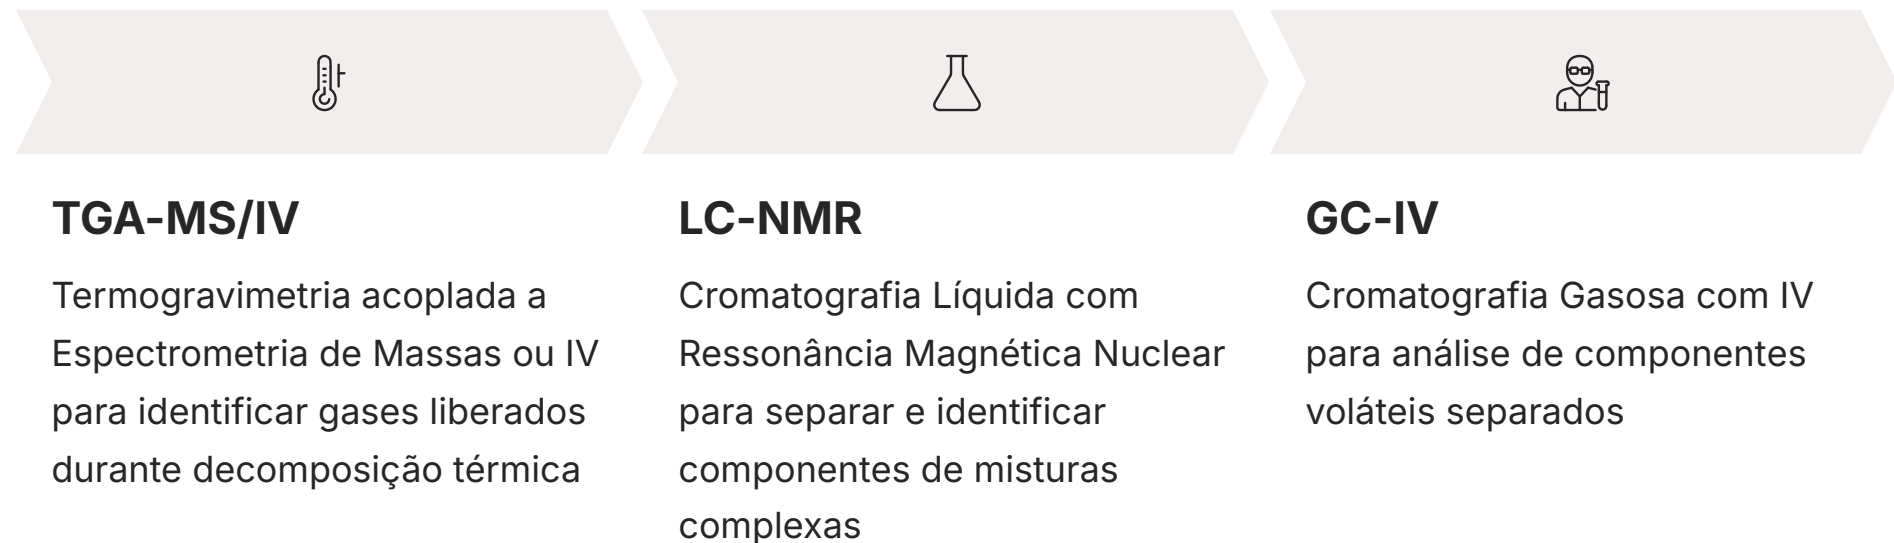 TGA-MS/IV
Termogravimetria acoplada a
Espectrometria de Massas ou IV
para identificar gases liberados
durante decomposição térmica
LC-NMR
Cromatografia Líquida com
Ressonância Magnética Nuclear
para separar e identificar
componentes de misturas
complexas
GC-IV
Cromatografia Gasosa com IV
para análise de componentes
voláteis separados